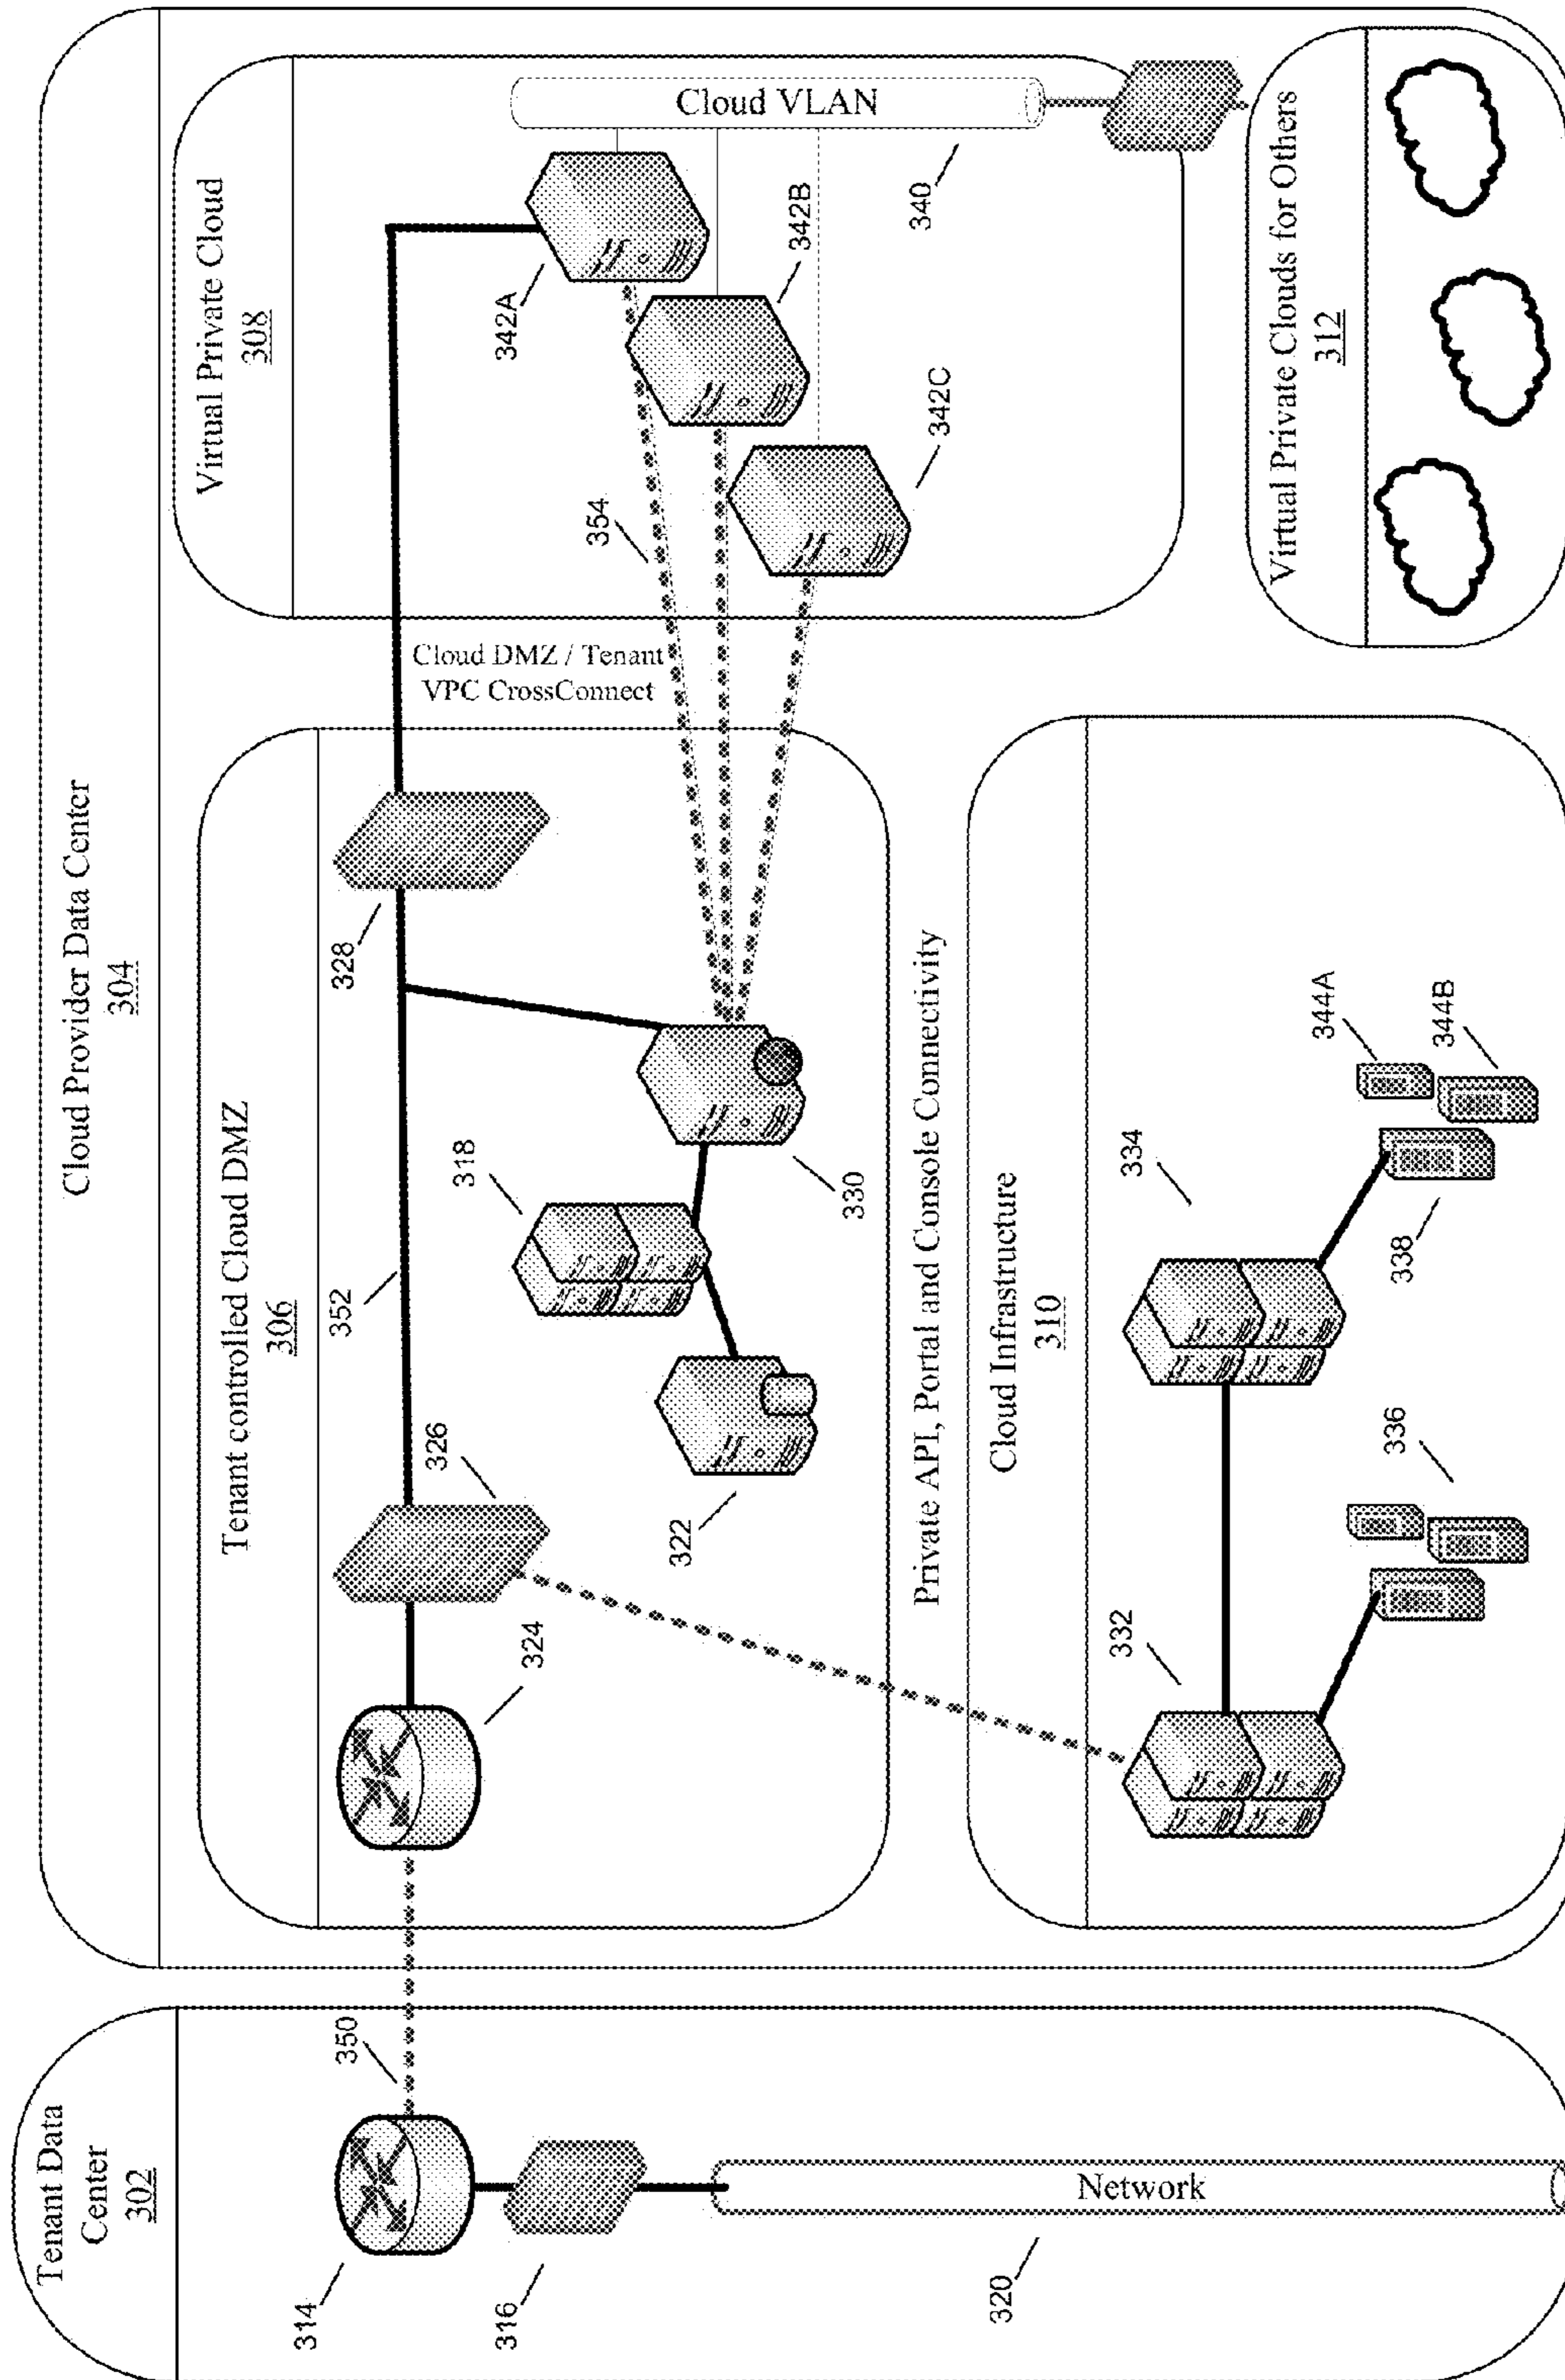 Tenant Data
Center
302
314
316
320
Network
350
Cloud Provider Data Center
304
Tenant controlled Cloud DMZ
306
324
326
352
322
318
330
328
Cloud DMZ / Tenant
VPC CrossConnect
Virtual Private Cloud
308
342A
342B
342C
354
Cloud VLAN
340
Private API, Portal and Console Connectivity
Cloud Infrastructure
310
332
336
334
338
344A
344B
Virtual Private Clouds for Others
312